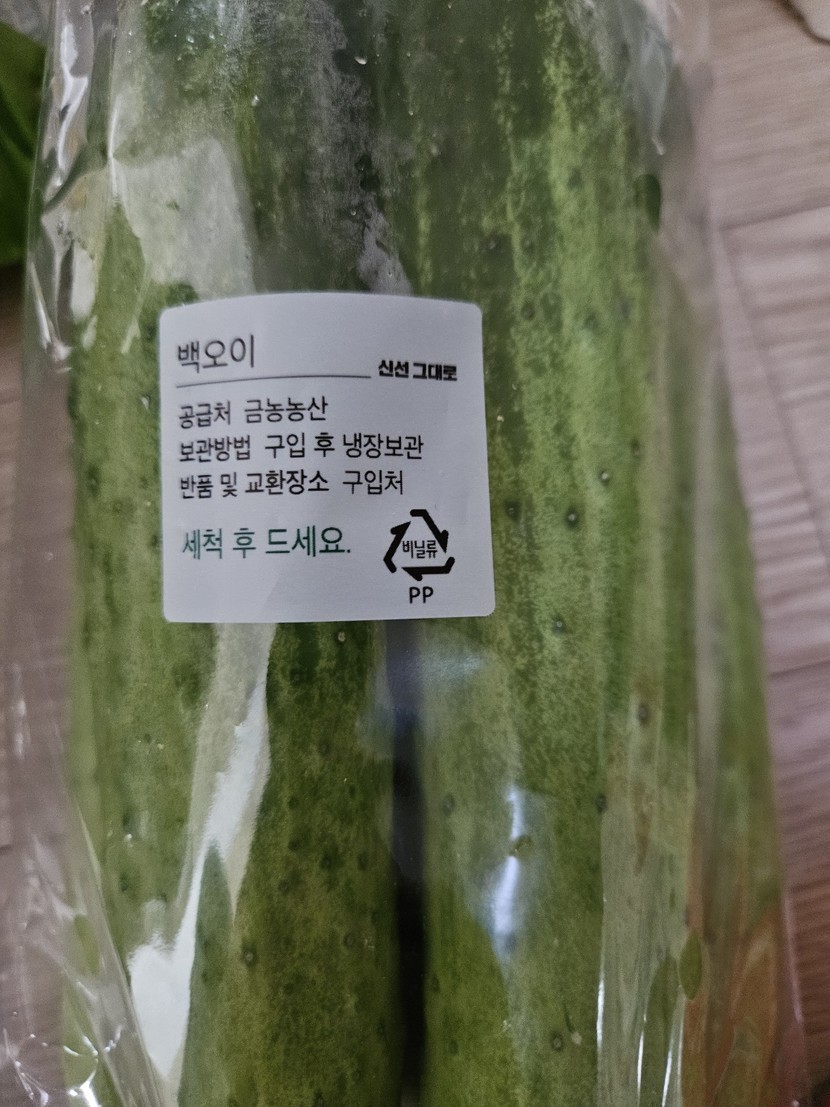 백오이
신선 그대로
공급처 금농농산
보관방법 구입 후 냉장보관
반품 및 교환장소 구입처
세척 후 드세요.
비닐류
PP